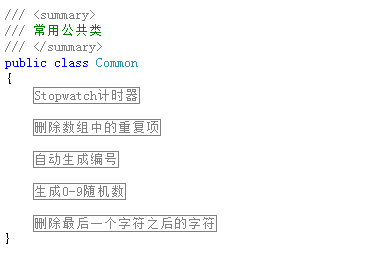 /// <summary>
/// 常用公共类
/// </summary>
public class Common
{
Stopwatch计时器
删除数组中的重复项
自动生成编号
生成0-9随机数
删除最后一个字符之后的字符
}